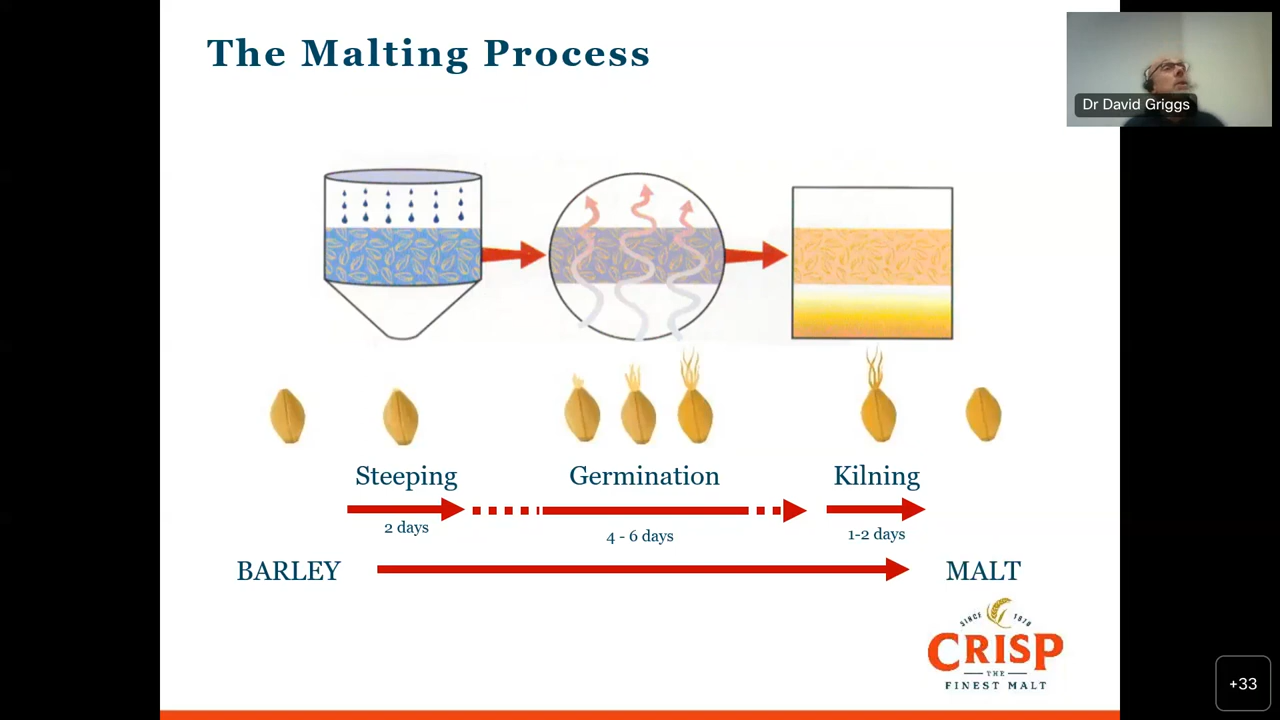 The Malting Process
Dr David Griggs
Steeping
Germination
Kilning
2 days
4 - 6 days
1-2 days
BARLEY
MALT
SINCE 1870
CRISP
THE
FINEST MALT
+33